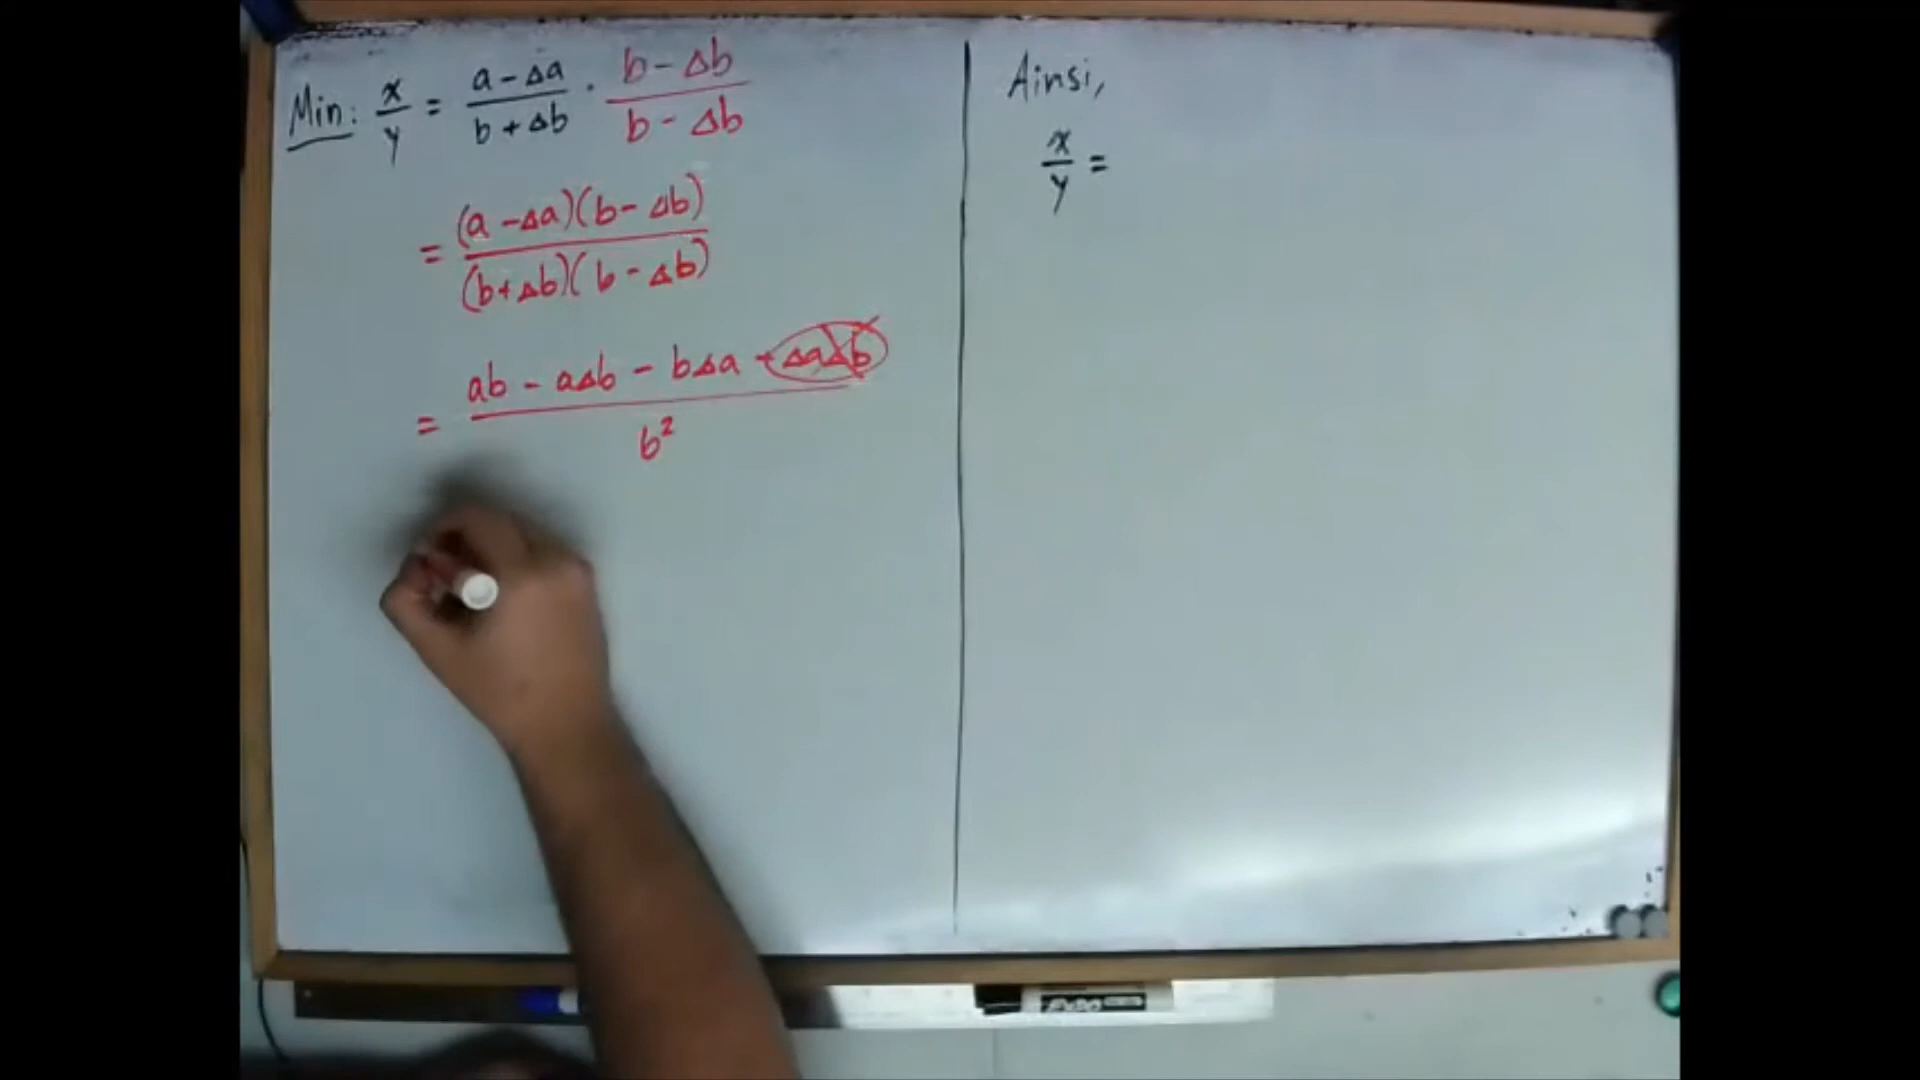 Min: x/y = (a - Δa)/(b + Δb) · (b - Δb)/(b - Δb)
= (a - Δa)(b - Δb)/(b + Δb)(b - Δb)
= (ab - aΔb - bΔa + ΔaΔb)/b²
Ainsi,
x/y =